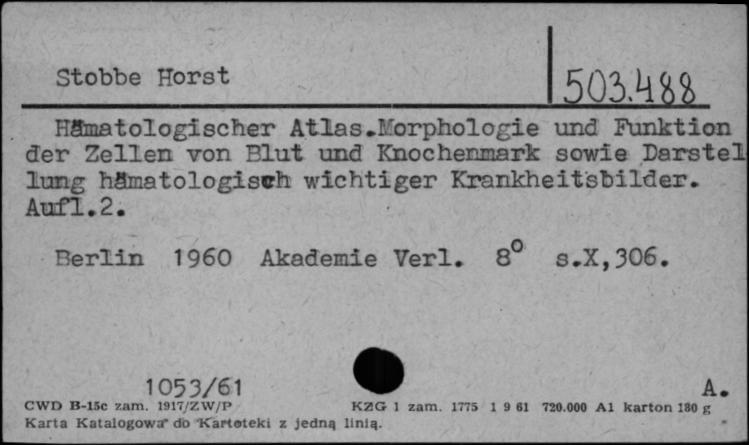 Stobbe Horst
503.488
Hämatologischer Atlas.Morphologie und Funktion
der Zellen von Blut und Knochenmark sowie Darstel
lung hämatologisch wichtiger Krankheitsbilder.
Aufl.2.
Berlin 1960 Akademie Verl. 8° s.X,306.
1053/61
A.
CWD B-15c zam. 1917/ZW/P KZG 1 zam. 1775 1 9 61 720.000 A1 karton 180 g
Karta Katalogowa do Kartoteki z jedną linią.